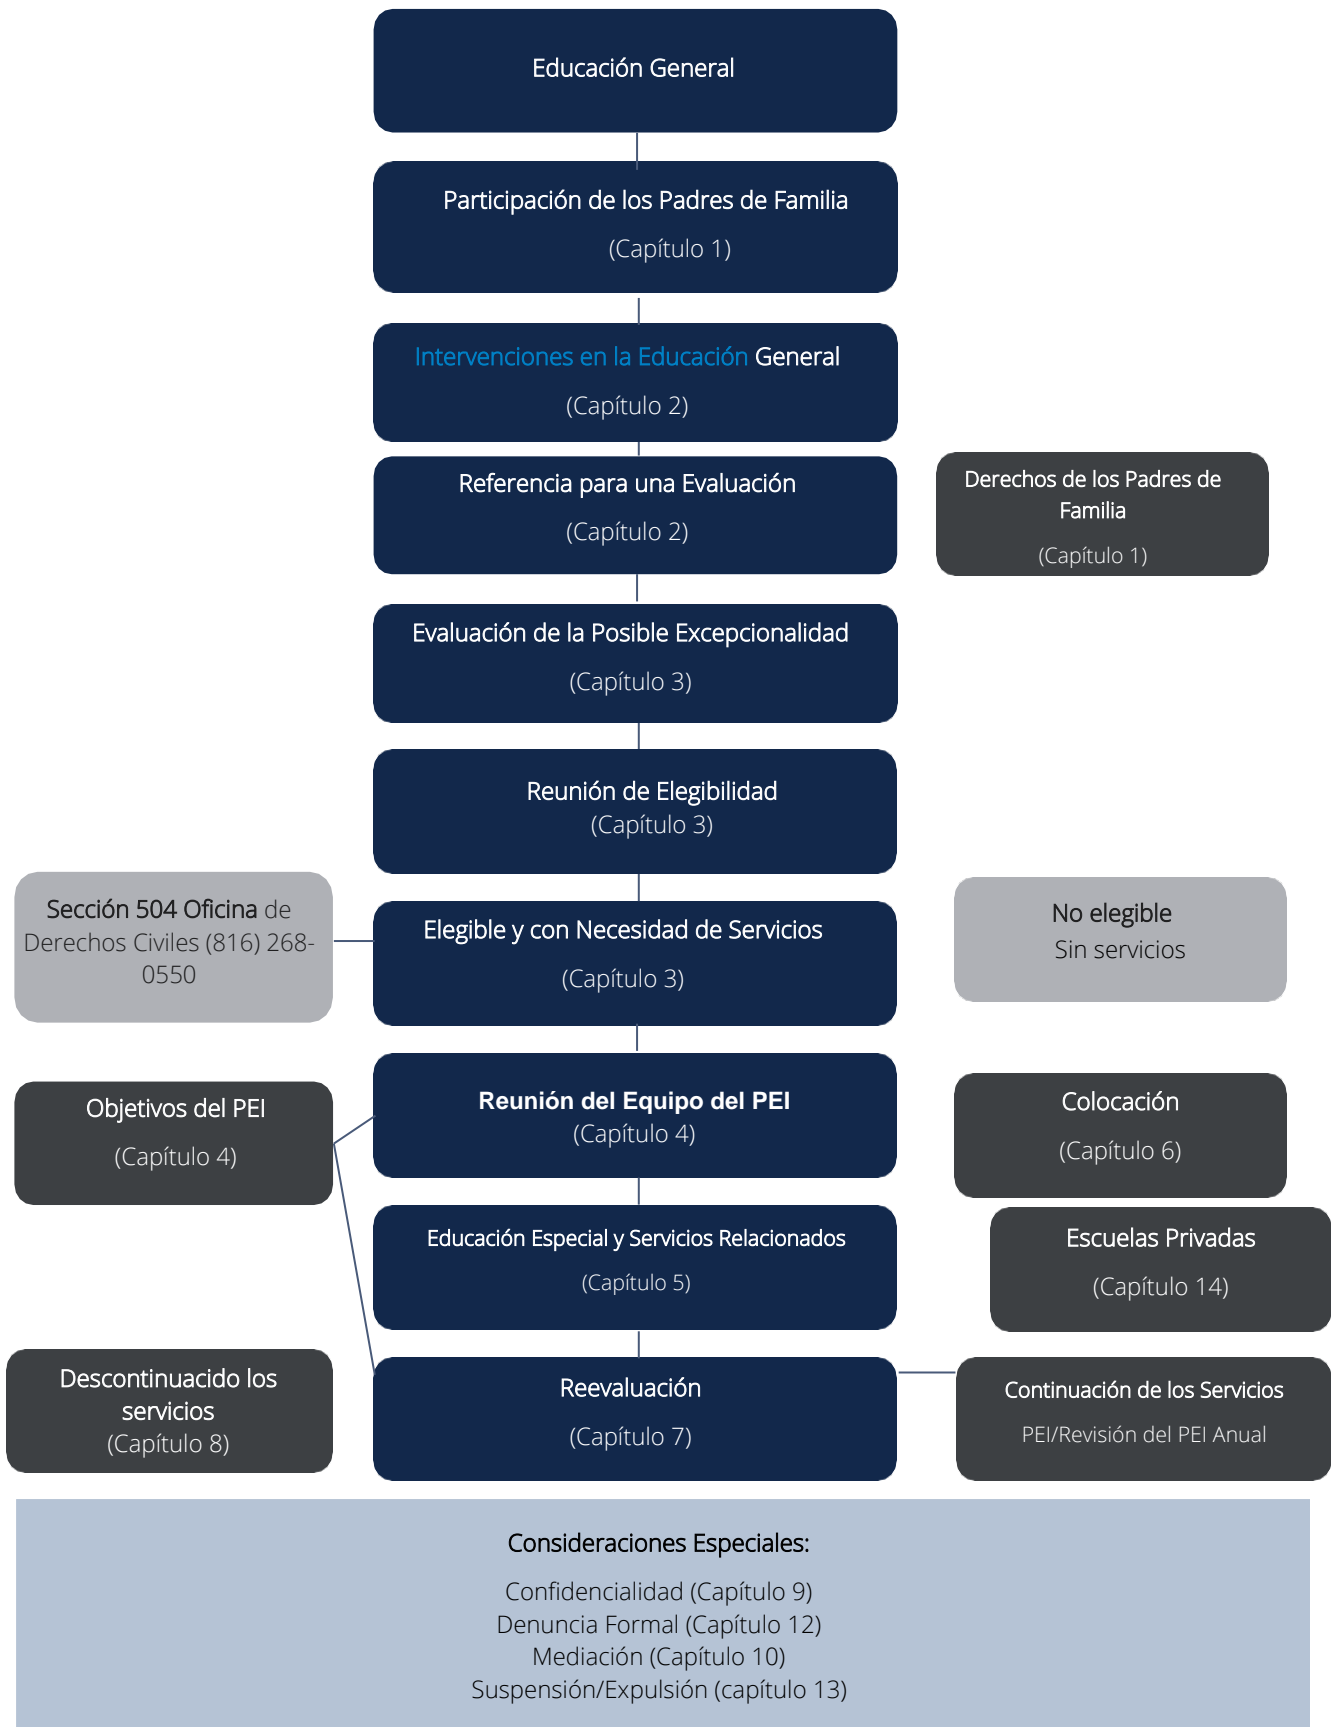 Educación General
Participación de los Padres de Familia
(Capítulo 1)
Intervenciones en la Educación General
(Capítulo 2)
Referencia para una Evaluación
(Capítulo 2)
Derechos de los Padres de
Familia
(Capítulo 1)
Evaluación de la Posible Excepcionalidad
(Capítulo 3)
Reunión de Elegibilidad
(Capítulo 3)
Sección 504 Oficina de
Derechos Civiles (816) 268-
0550
Elegible y con Necesidad de Servicios
(Capítulo 3)
No elegible
Sin servicios
Objetivos del PEI
(Capítulo 4)
Reunión del Equipo del PEI
(Capítulo 4)
Colocación
(Capítulo 6)
Educación Especial y Servicios Relacionados
(Capítulo 5)
Escuelas Privadas
(Capítulo 14)
Descontinuacido los
servicios
(Capítulo 8)
Reevaluación
(Capítulo 7)
Continuación de los Servicios
PEI/Revisión del PEI Anual
Consideraciones Especiales:
Confidencialidad (Capítulo 9)
Denuncia Formal (Capítulo 12)
Mediación (Capítulo 10)
Suspensión/Expulsión (capítulo 13)